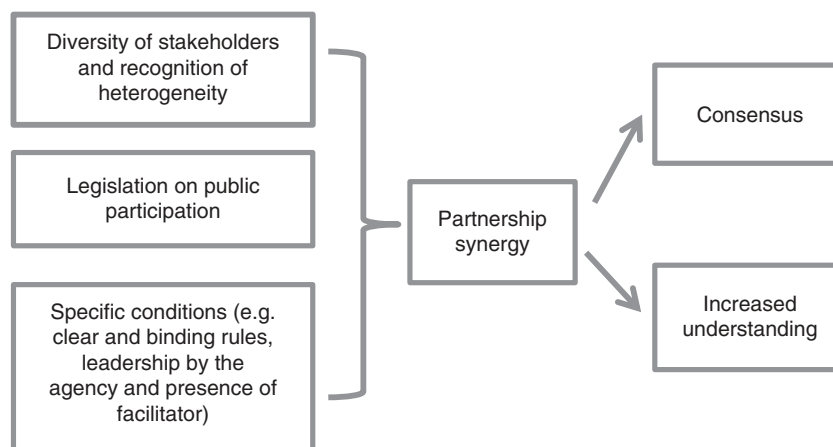 Diversity of stakeholders
and recognition of
heterogeneity
Legislation on public
participation
Specific conditions (e.g.
clear and binding rules,
leadership by the
agency and presence of
facilitator)
Partnership
synergy
Consensus
Increased
understanding